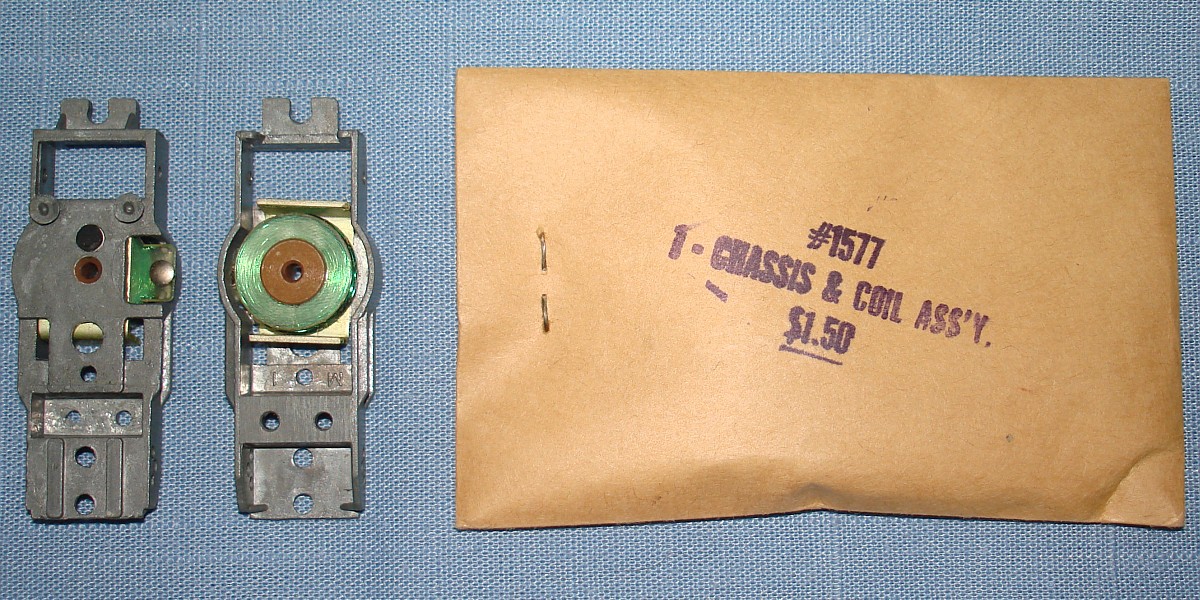 #1577
1 - CHASSIS & COIL ASS'Y.
$1.50